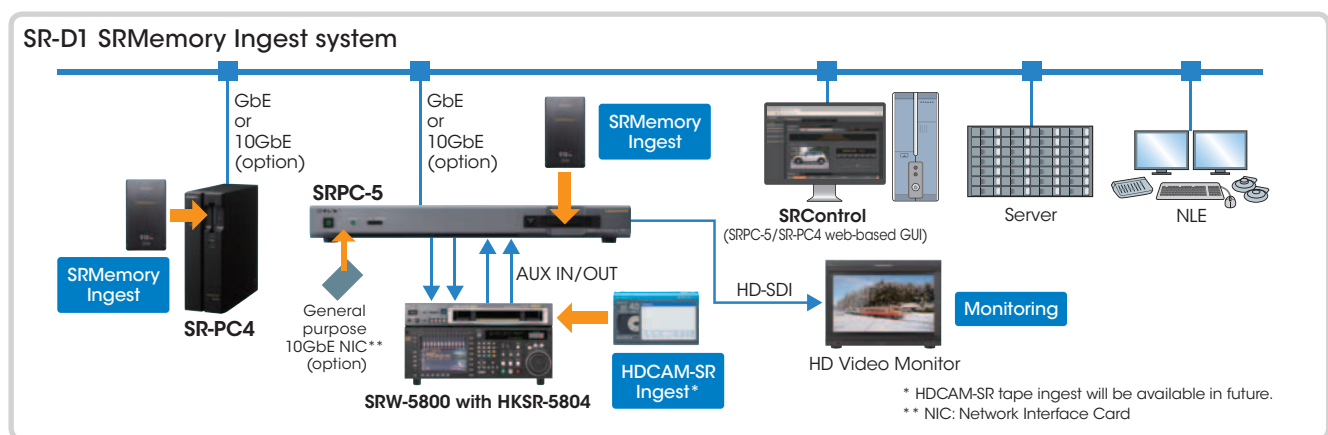 SR-D1 SRMemory Ingest system
GbE
or
10GbE
(option)
GbE
or
10GbE
(option)
SRMemory
Ingest
SRPC-5
SRMemory
Ingest
SR-PC4
General
purpose
10GbE NIC**
(option)
AUX IN/OUT
SRW-5800 with HKSR-5804
HDCAM-SR
Ingest*
SRControl
(SRPC-5/SR-PC4 web-based GUI)
Server
NLE
HD-SDI
Monitoring
HD Video Monitor
* HDCAM-SR tape ingest will be available in future.
** NIC: Network Interface Card